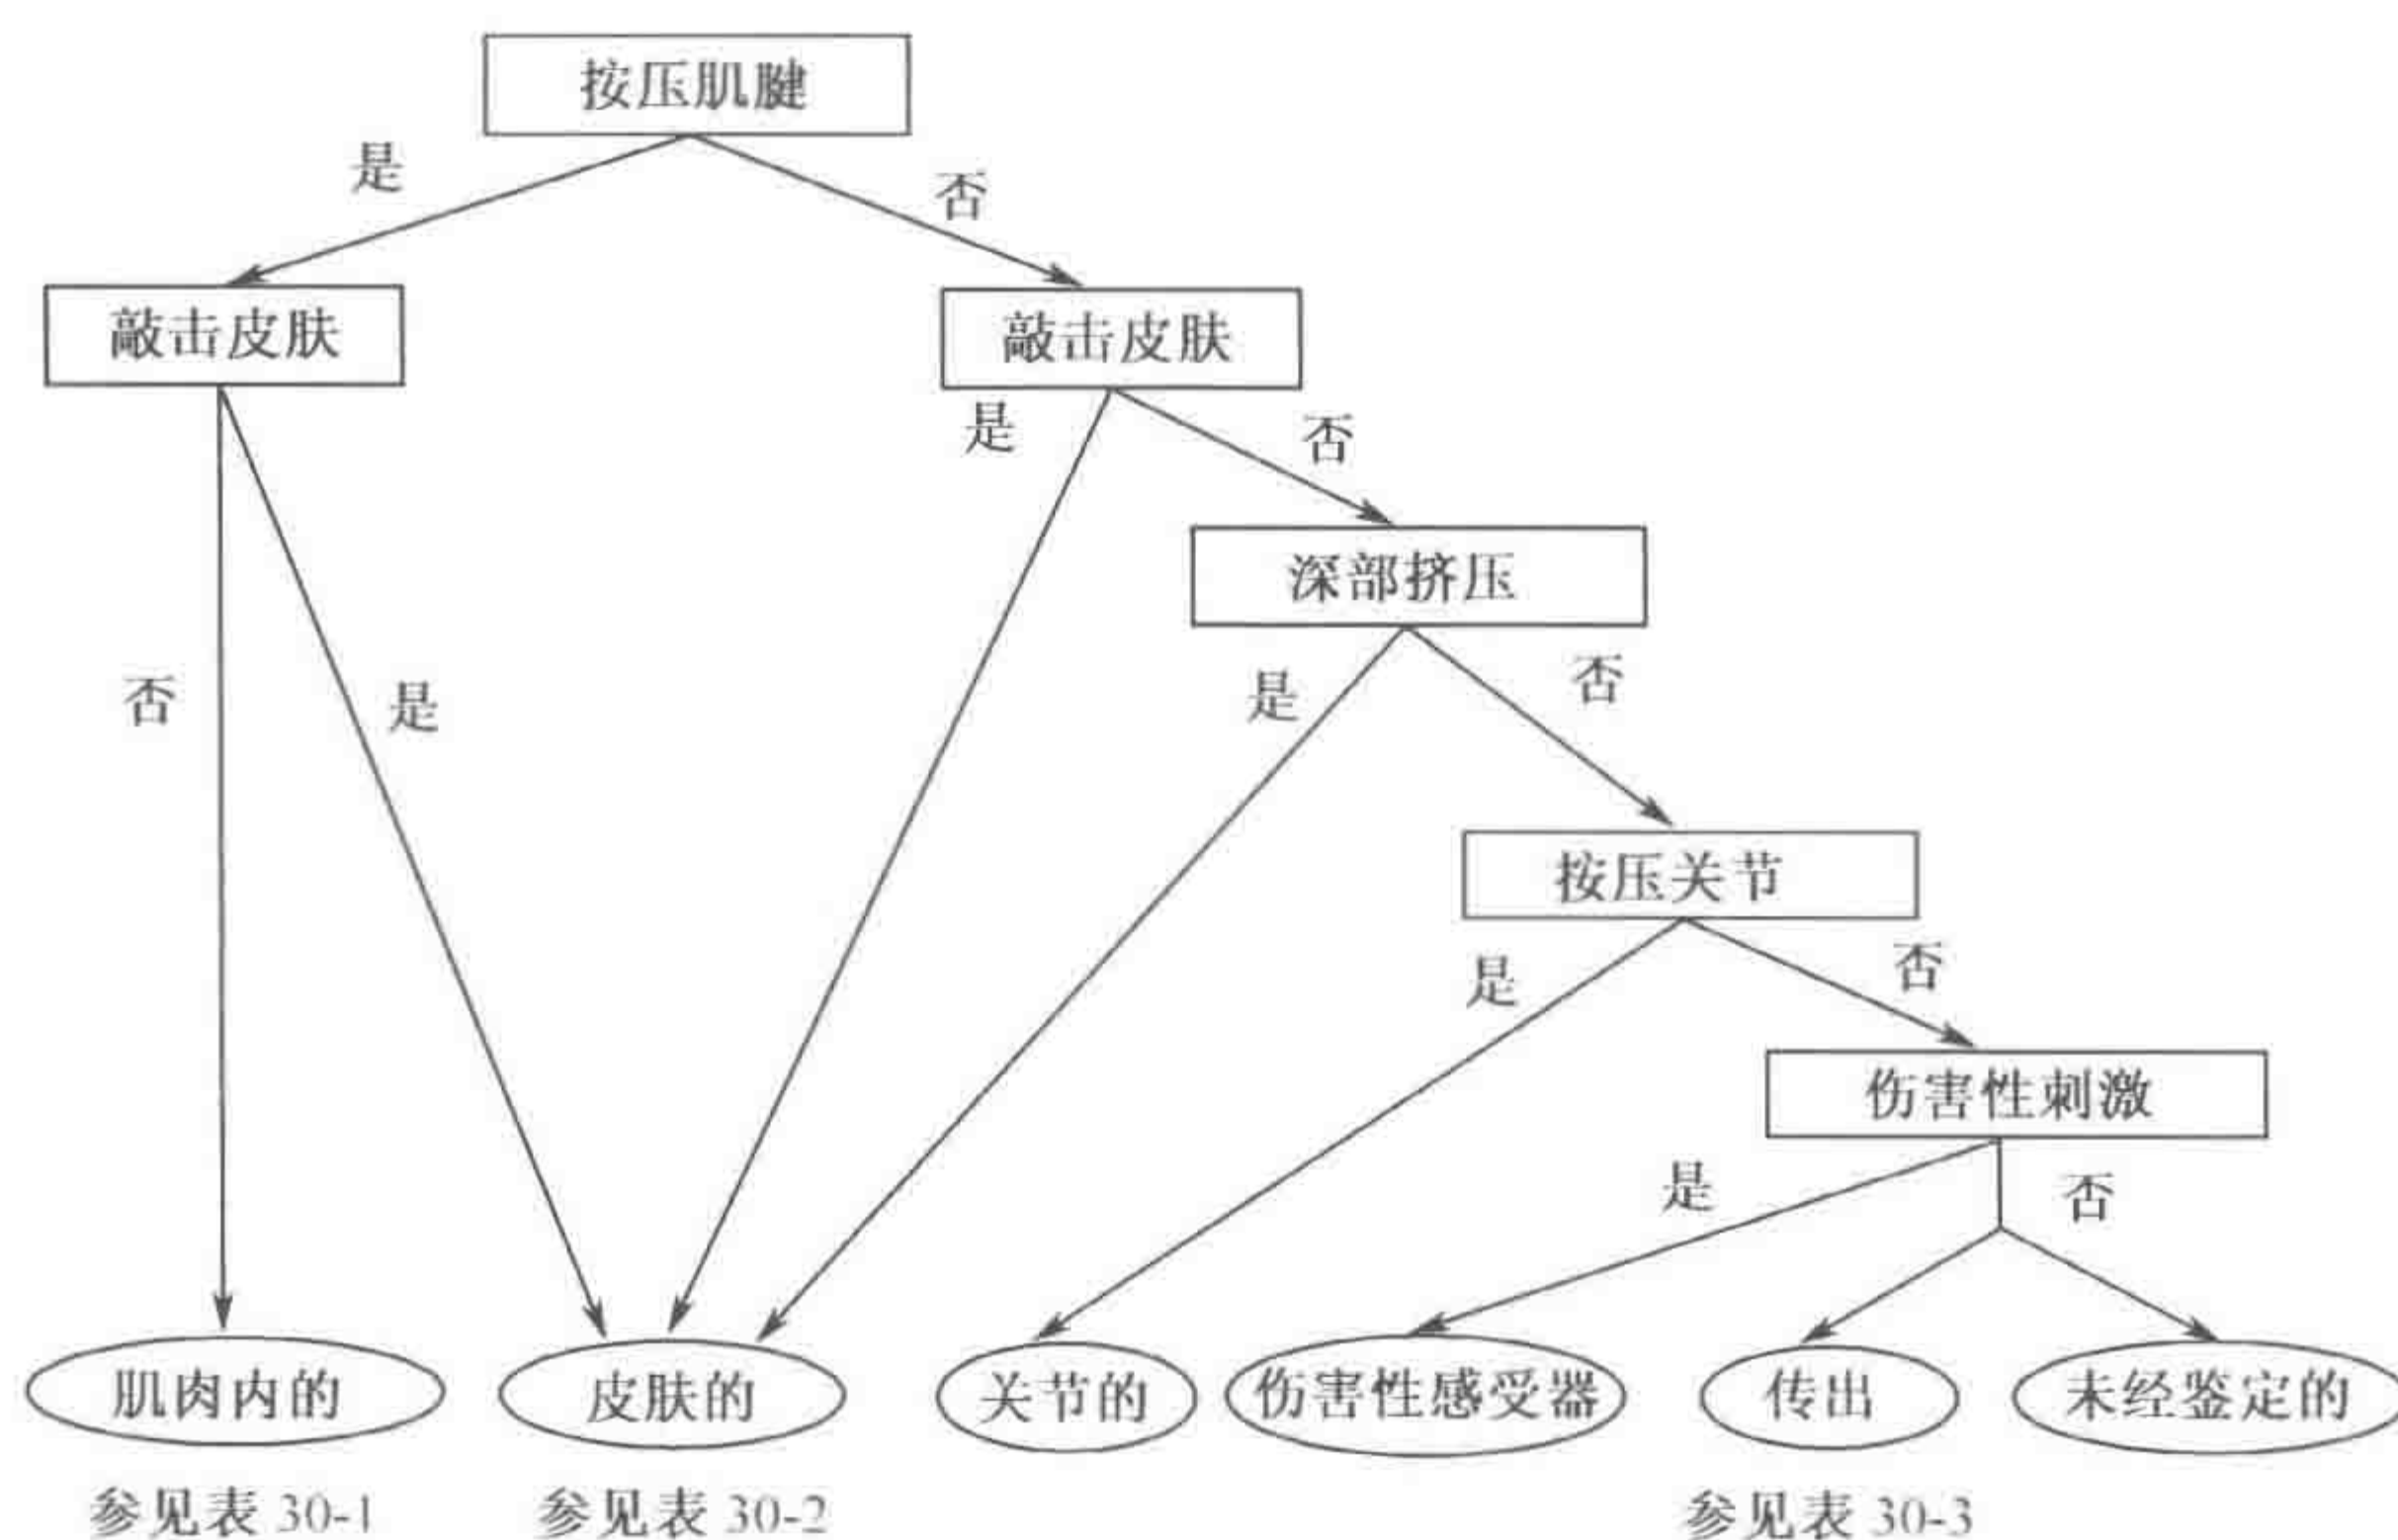 按压肌腱
是
否
敲击皮肤
敲击皮肤
是
否
深部挤压
否
是
是
否
按压关节
是
否
伤害性刺激
是
否
肌肉内的
皮肤的
关节的
伤害性感受器
传出
未经鉴定的
参见表 30-1
参见表 30-2
参见表 30-3